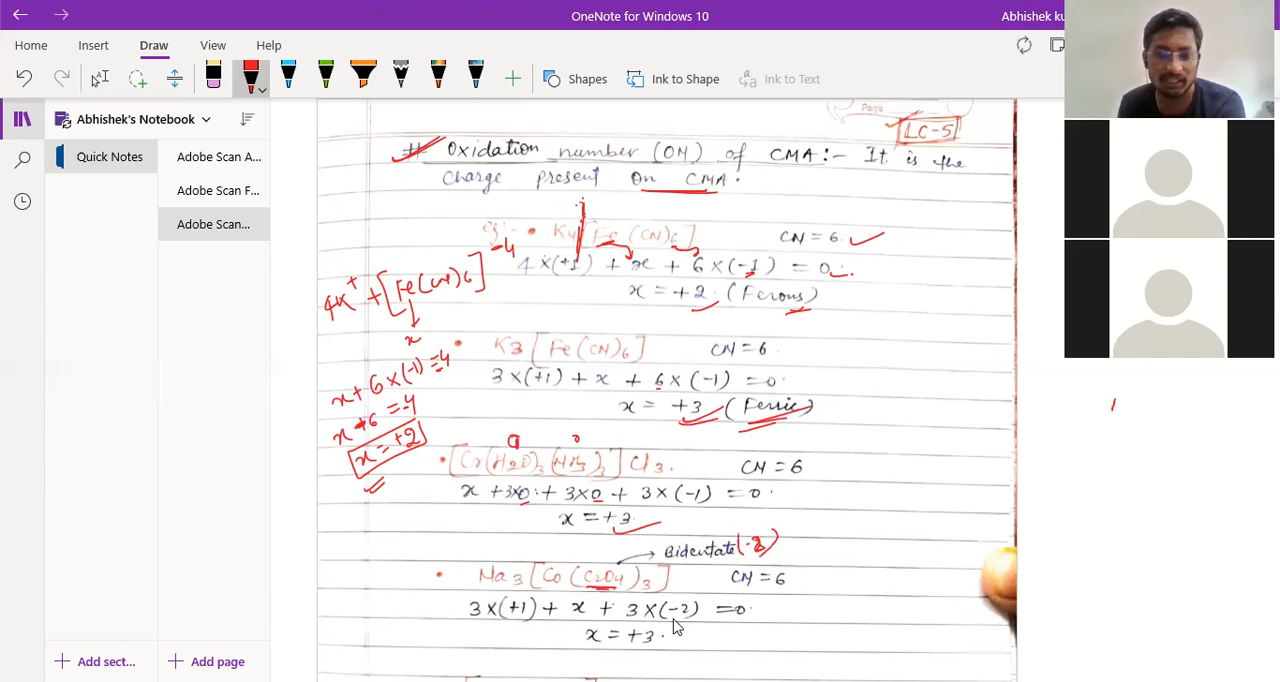 OneNote for Windows 10
Abhishek ku
Home Insert Draw View Help
Shapes Ink to Shape Ink to Text
Abhishek's Notebook
Quick Notes
Adobe Scan A...
Adobe Scan F...
Adobe Scan...
Add sect...
Add page
Page
LC-5
# Oxidation number (ON) of CMA:- It is the
charge present on CMA.
eg:- • K4[Fe(CN)6] CN = 6.
4×(+1) + x + 6×(-1) = 0.
x = +2. (Ferous)
4K+ + [Fe(CN)6]-4
x
x+6×(-1)=-4
x-6=-4
x=+2
• K3[Fe(CN)6] CN = 6
3×(+1) + x + 6×(-1) =0.
x = +3 (Ferric)
0 0
• [Cr(H2O)3(NH3)3]Cl3. CN = 6
x +3×0 + 3×0 + 3×(-1) =0.
x =+3.
Bidentate (-2)
• Na3[Co(C2O4)3] CN = 6
3×(+1) + x + 3×(-2) =0.
x = +3.